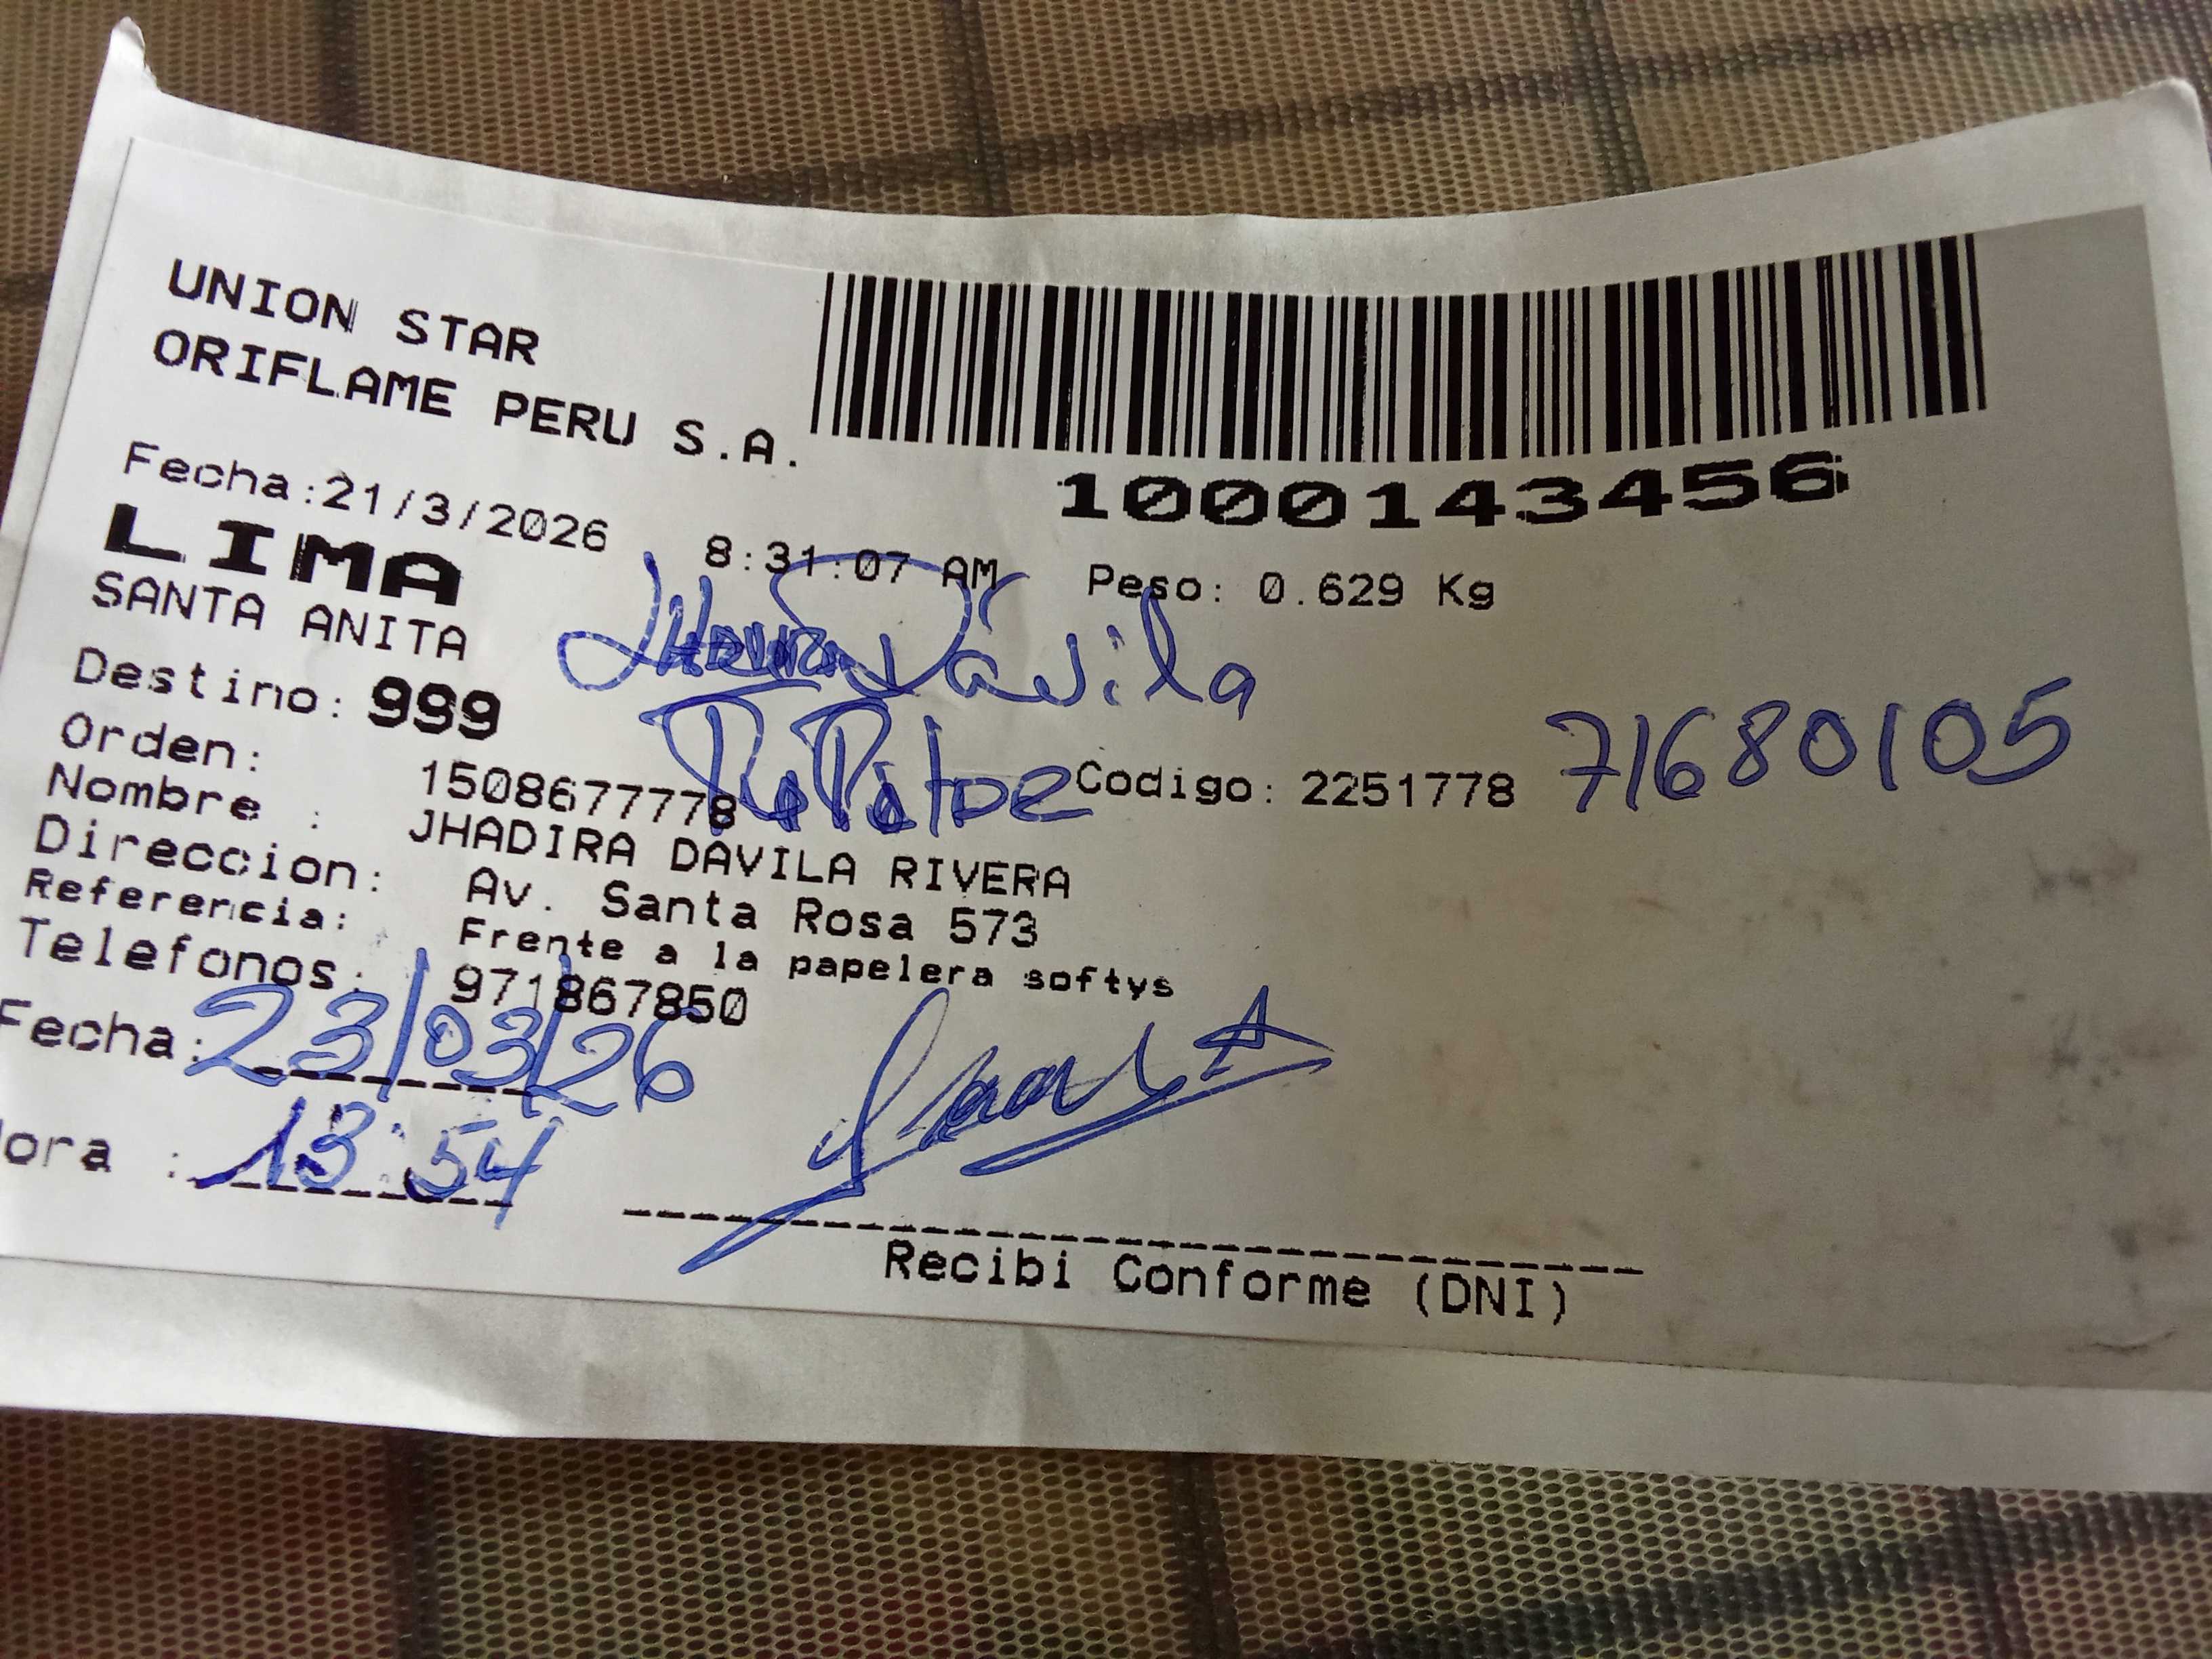 UNION STAR
ORIFLAME PERU S.A.
1000143456
Fecha:21/3/2026 8:31:07 AM Peso: 0.629 Kg
LIMA
SANTA ANITA
Dávila
Destino: 999
71680105
Orden: 1508677778 Codigo: 2251778
Nombre : JHADIRA DAVILA RIVERA
Direccion: Av. Santa Rosa 573
Referencia: Frente a la papelera softys
Telefonos: 971867850
Fecha: 23/03/26
ora : 13:54
Recibi Conforme (DNI)